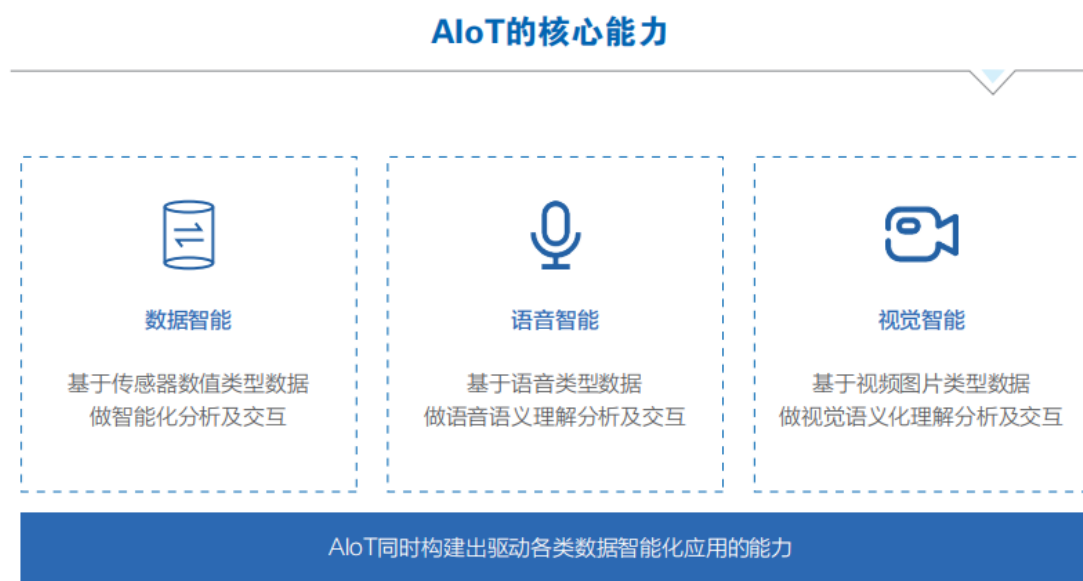 AIoT的核心能力
数据智能
基于传感器数值类型数据
做智能化分析及交互
语音智能
基于语音类型数据
做语音语义理解分析及交互
视觉智能
基于视频图片类型数据
做视觉语义化理解分析及交互
AIoT同时构建出驱动各类数据智能化应用的能力